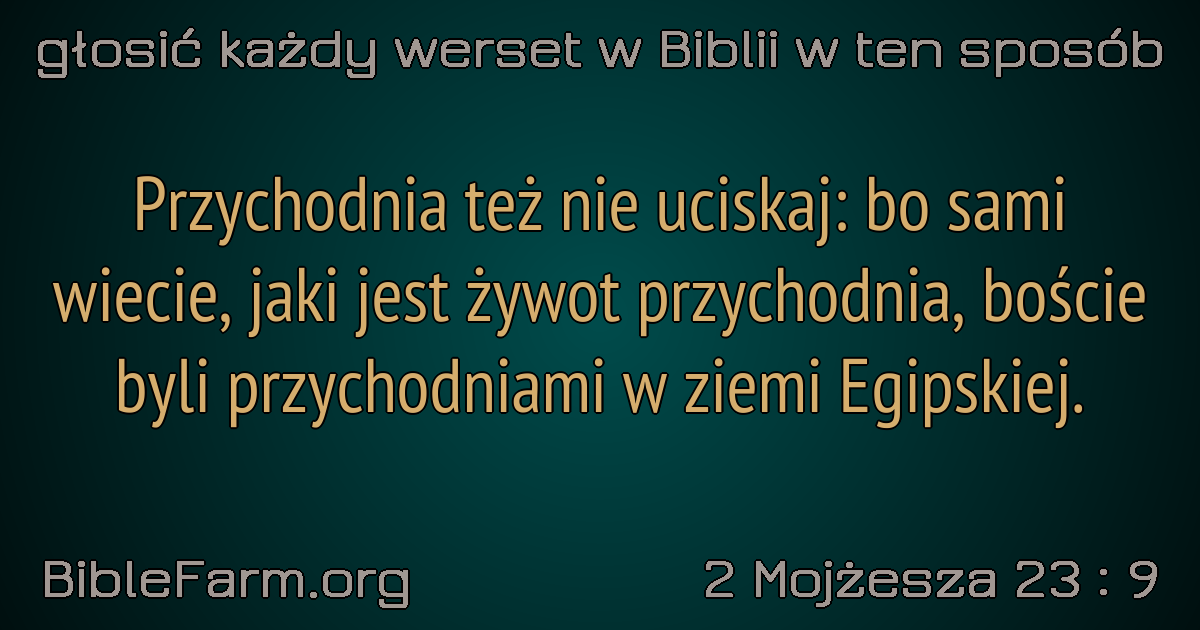 głosić każdy werset w Biblii w ten sposób
Przychodnia też nie uciskaj: bo sami
wiecie, jaki jest żywot przychodnia, boście
byli przychodniami w ziemi Egipskiej.
BibleFarm.org
2 Mojżesza 23 : 9